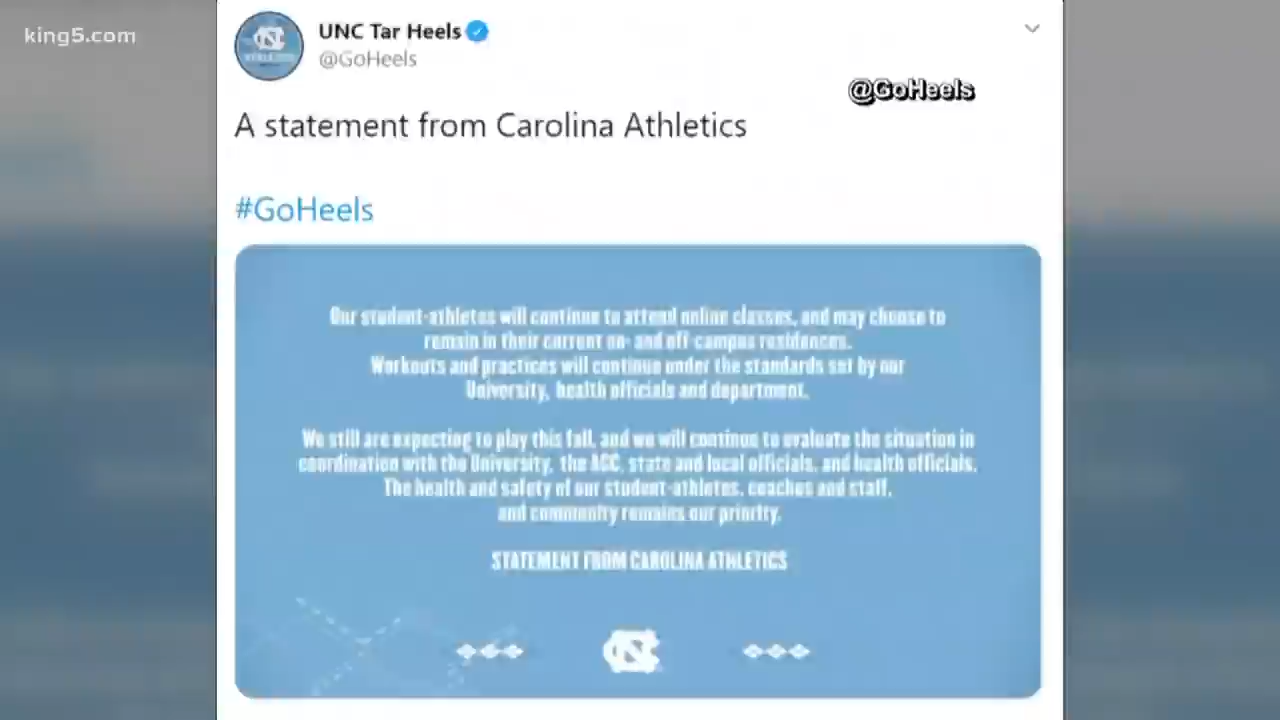 king5.com
UNC Tar Heels
@GoHeels
@GoHeels
A statement from Carolina Athletics
#GoHeels
Our student-athletes will continue to attend online classes, and may choose to
remain in their current on- and off-campus residences.
Workouts and practices will continue under the standards set by our
University, health officials and department.
We still are expecting to play this fall, and we will continue to evaluate the situation in
coordination with the University, the ACC, state and local officials, and health officials.
The health and safety of our student-athletes, coaches and staff,
and community remains our priority.
STATEMENT FROM CAROLINA ATHLETICS
NC